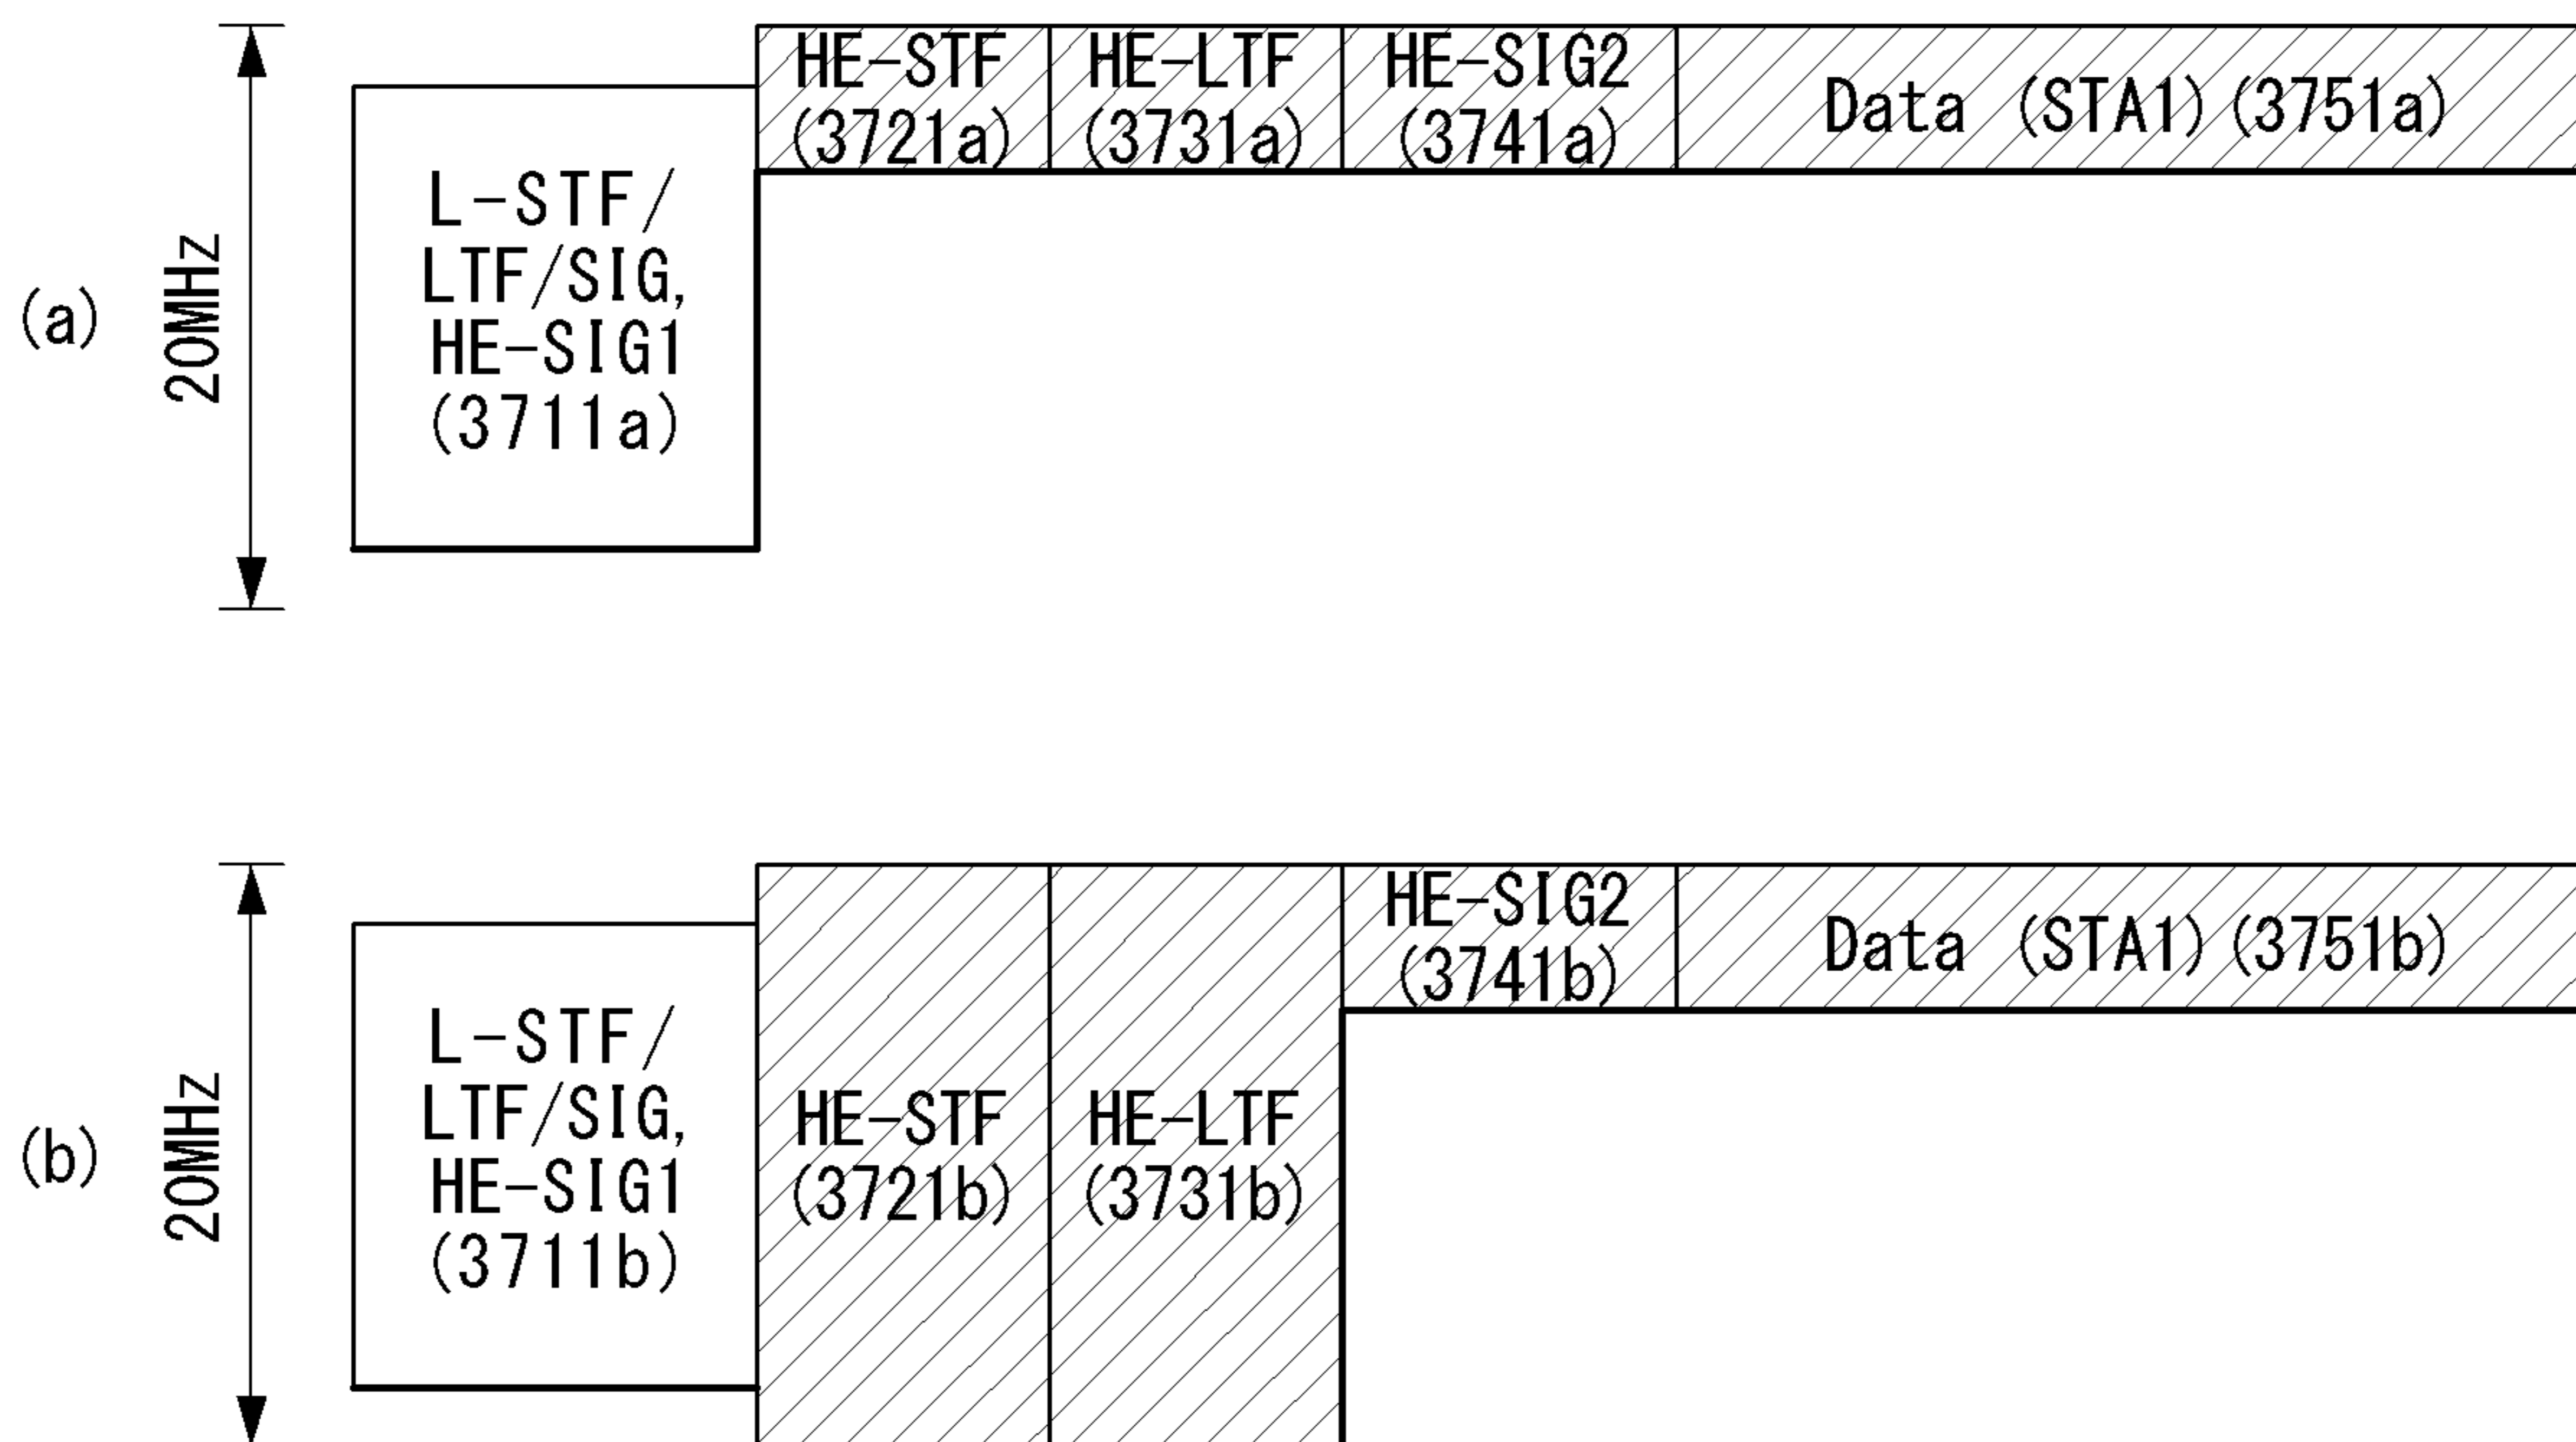 (a)
20MHz
L-STF/
LTF/SIG,
HE-SIG1
(3711a)
HE-STF
(3721a)
HE-LTF
(3731a)
HE-SIG2
(3741a)
Data (STA1) (3751a)
(b)
20MHz
L-STF/
LTF/SIG,
HE-SIG1
(3711b)
HE-STF
(3721b)
HE-LTF
(3731b)
HE-SIG2
(3741b)
Data (STA1) (3751b)